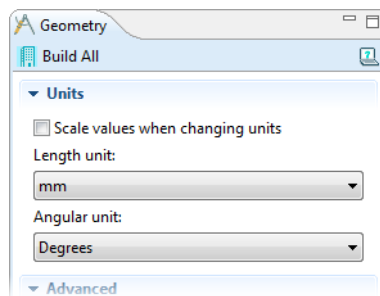 Geometry
Build All
Units
Scale values when changing units
Length unit:
mm
Angular unit:
Degrees
Advanced